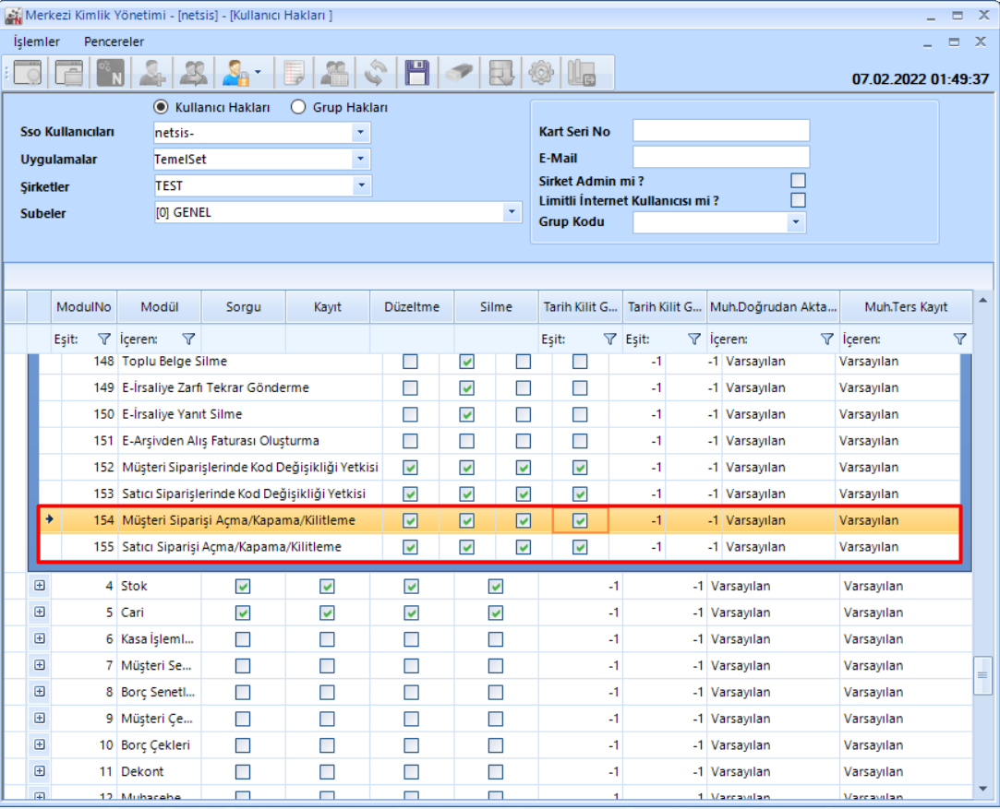 Merkezi Kimlik Yönetimi - [netsis] - [Kullanıcı Hakları ]
İşlemler Pencereler
07.02.2022 01:49:37
Kullanıcı Hakları Grup Hakları
Sso Kullanıcıları netsis-
Uygulamalar TemelSet
Şirketler TEST
Subeler [0] GENEL
Kart Seri No
E-Mail
Sirket Admin mi ?
Limitli İnternet Kullanıcısı mi ?
Grup Kodu
ModulNo Modül Sorgu Kayıt Düzeltme Silme Tarih Kilit G... Tarih Kilit G... Muh.Doğrudan Akta... Muh.Ters Kayıt
Eşit: İçeren: Eşit: Eşit: İçeren: İçeren:
148 Toplu Belge Silme -1 -1 Varsayılan Varsayılan
149 E-İrsaliye Zarfı Tekrar Gönderme -1 -1 Varsayılan Varsayılan
150 E-İrsaliye Yanıt Silme -1 -1 Varsayılan Varsayılan
151 E-Arşivden Alış Faturası Oluşturma -1 -1 Varsayılan Varsayılan
152 Müşteri Siparişlerinde Kod Değişikliği Yetkisi -1 -1 Varsayılan Varsayılan
153 Satıcı Siparişlerinde Kod Değişikliği Yetkisi -1 -1 Varsayılan Varsayılan
154 Müşteri Siparişi Açma/Kapama/Kilitleme -1 -1 Varsayılan Varsayılan
155 Satıcı Siparişi Açma/Kapama/Kilitleme -1 -1 Varsayılan Varsayılan
4 Stok -1 -1 Varsayılan Varsayılan
5 Cari -1 -1 Varsayılan Varsayılan
6 Kasa İşleml... -1 -1 Varsayılan Varsayılan
7 Müşteri Se... -1 -1 Varsayılan Varsayılan
8 Borç Senetl... -1 -1 Varsayılan Varsayılan
9 Müşteri Çe... -1 -1 Varsayılan Varsayılan
10 Borç Çekleri -1 -1 Varsayılan Varsayılan
11 Dekont -1 -1 Varsayılan Varsayılan
12 Muhasebe -1 -1 Varsayılan Varsayılan